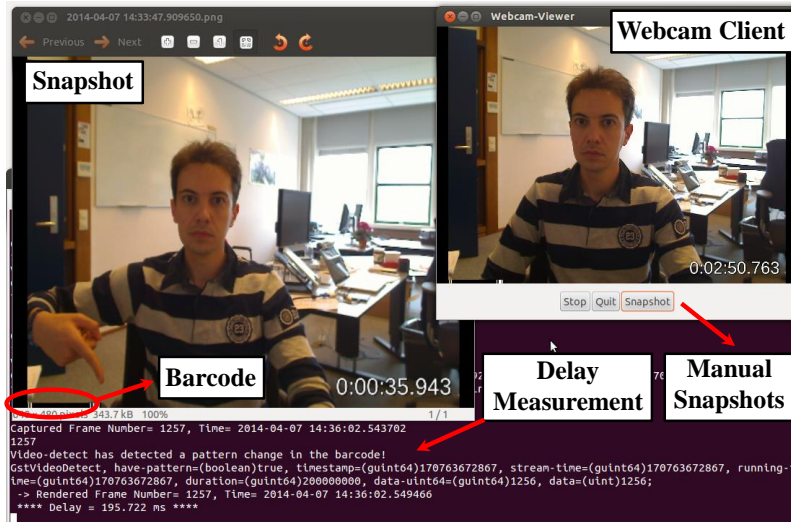 2014-04-07 14:33:47.909650.png
Previous Next
Snapshot
Barcode
0:00:35.943
480 pixels 343.7 kB 100%
1 / 1
Webcam-Viewer
Webcam Client
0:02:50.763
Stop Quit Snapshot
Delay
Measurement
Manual
Snapshots
Captured Frame Number= 1257, Time= 2014-04-07 14:36:02.543702
1257
Video-detect has detected a pattern change in the barcode!
GstVideoDetect, have-pattern=(boolean)true, timestamp=(guint64)170763672867, stream-time=(guint64)170763672867, running-
ime=(guint64)170763672867, duration=(guint64)200000000, data-uint64=(guint64)1256, data=(uint)1256;
-> Rendered Frame Number= 1257, Time= 2014-04-07 14:36:02.549466
**** Delay = 195.722 ms ****